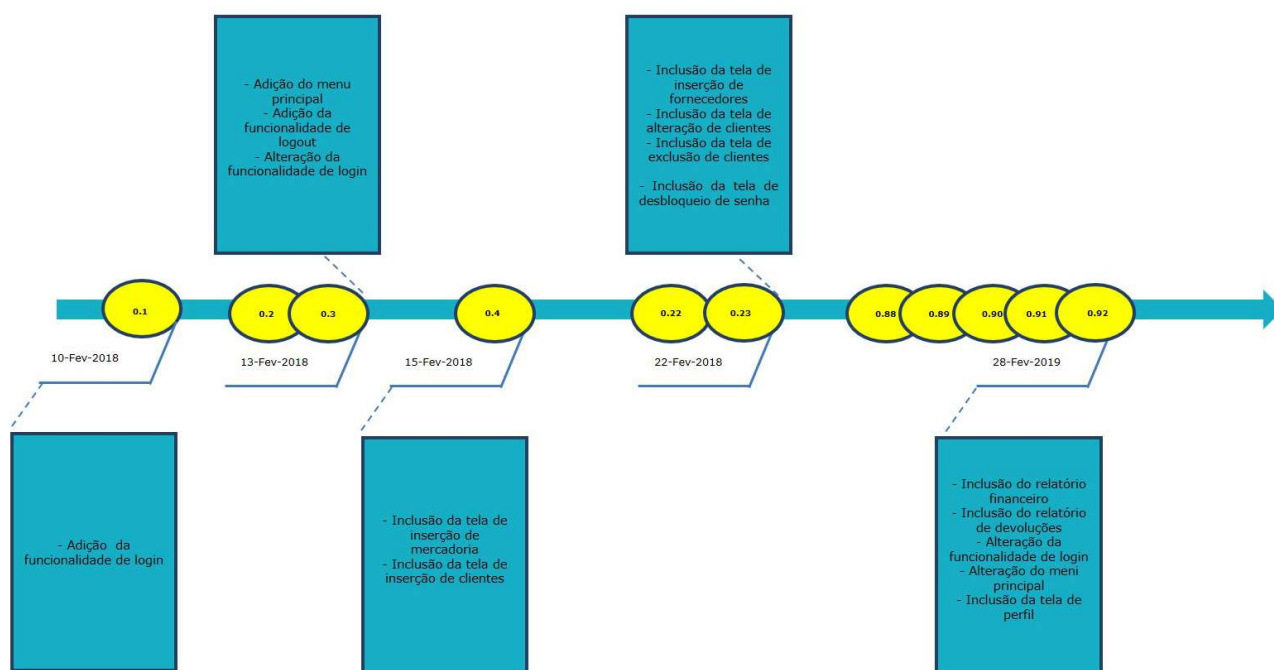 - Adição do menu
principal
- Adição da
funcionalidade de
logout
- Alteração da
funcionalidade de login
- Inclusão da tela de
inserção de
fornecedores
- Inclusão da tela de
alteração de clientes
- Inclusão da tela de
exclusão de clientes
- Inclusão da tela de
desbloqueio de senha
0.1
0.2
0.3
0.4
0.22
0.23
0.88
0.89
0.90
0.91
0.92
10-Fev-2018
13-Fev-2018
15-Fev-2018
22-Fev-2018
28-Fev-2019
- Adição da
funcionalidade de login
- Inclusão da tela de
inserção de
mercadoria
- Inclusão da tela de
inserção de clientes
- Inclusão do relatório
financeiro
- Inclusão do relatório
de devoluções
- Alteração da
funcionalidade de login
- Alteração do meni
principal
- Inclusão da tela de
perfil